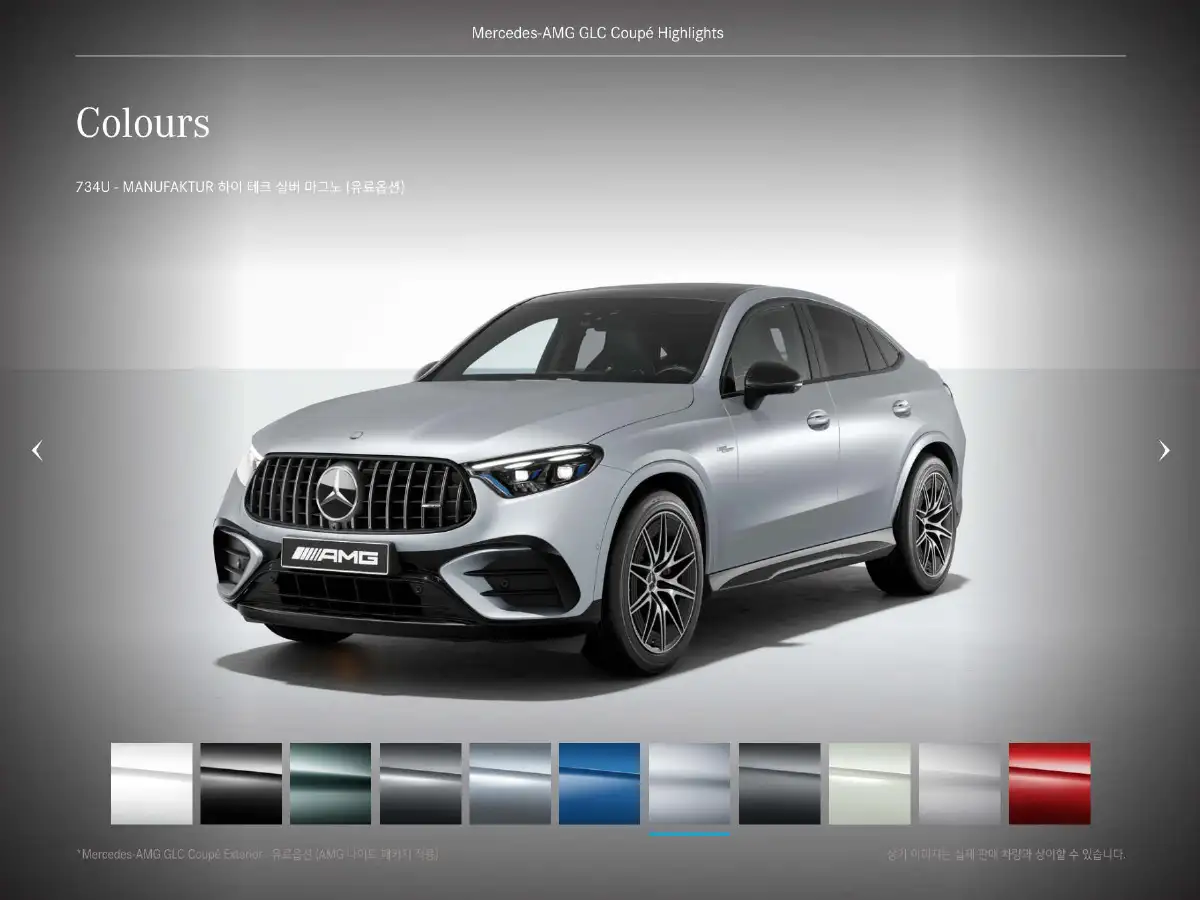 Mercedes-AMG GLC Coupé Highlights
Colours
734U - MANUFAKTUR 하이 테크 실버 마그노 (유료옵션)
AMG
*Mercedes-AMG GLC Coupé Exterior - 유료옵션 (AMG 나이트 패키지 적용)
상기 이미지는 실제 판매 차량과 상이할 수 있습니다.